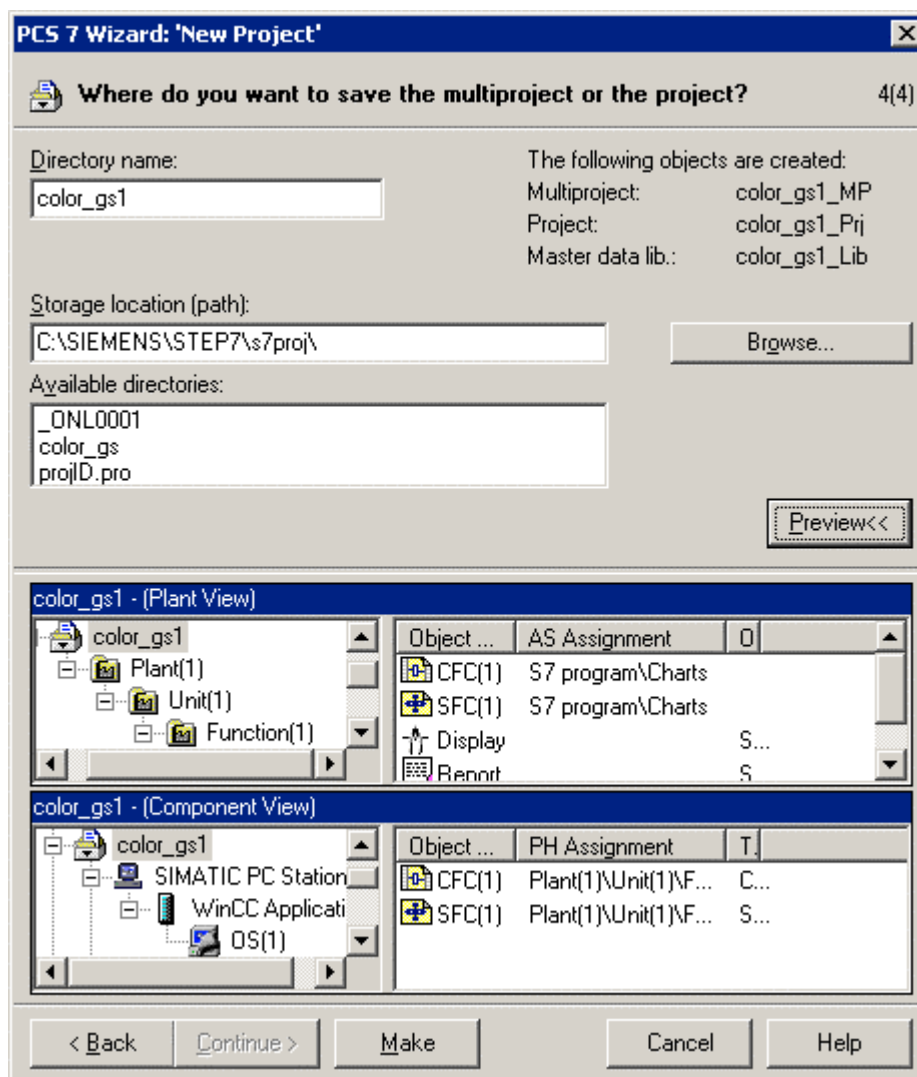 PCS 7 Wizard: 'New Project'
Where do you want to save the multiproject or the project? 4(4)
Directory name:
color_gs1
The following objects are created:
Multiproject: color_gs1_MP
Project: color_gs1_Prj
Master data lib.: color_gs1_Lib
Storage location (path):
C:\SIEMENS\STEP7\s7proj\
Browse...
Available directories:
_ONL0001
color_gs
projID.pro
Preview<<
color_gs1 - (Plant View)
color_gs1
Plant(1)
Unit(1)
Function(1)
Object ... AS Assignment O
CFC(1) S7 program\Charts
SFC(1) S7 program\Charts
Display S...
Report S
color_gs1 - (Component View)
color_gs1
SIMATIC PC Station
WinCC Applicati
OS(1)
Object ... PH Assignment T.
CFC(1) Plant(1)\Unit(1)\F... C...
SFC(1) Plant(1)\Unit(1)\F... S...
< Back Continue > Make Cancel Help